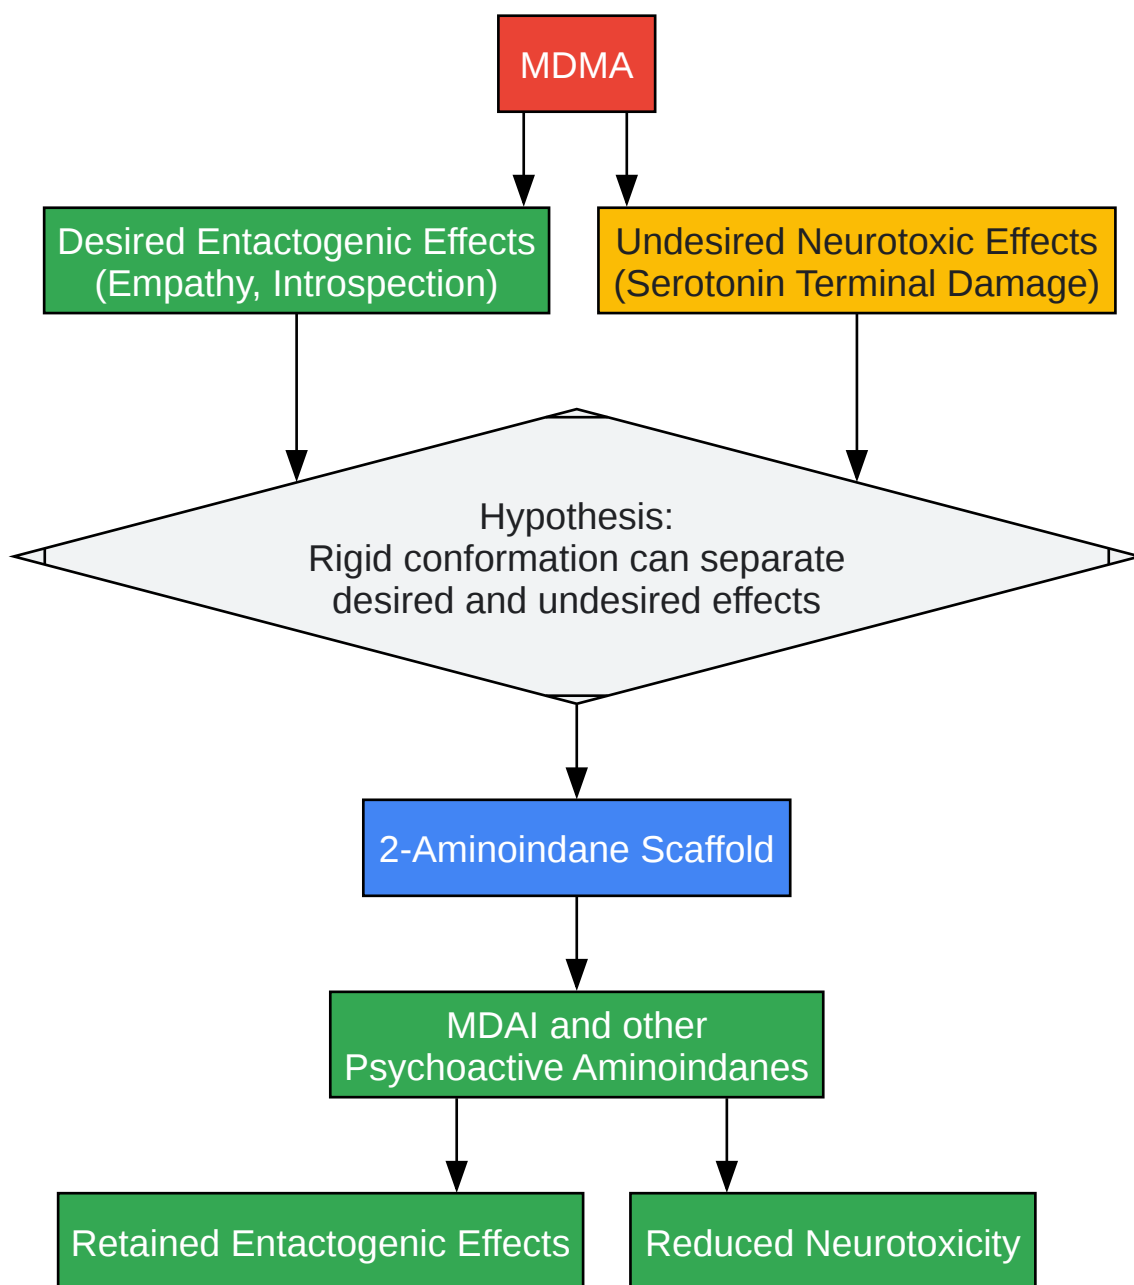 MDMA
Desired Entactogenic Effects
(Empathy, Introspection)
Undesired Neurotoxic Effects
(Serotonin Terminal Damage)
Hypothesis:
Rigid conformation can separate
desired and undesired effects
2-Aminoindane Scaffold
MDAI and other
Psychoactive Aminoindanes
Retained Entactogenic Effects
Reduced Neurotoxicity